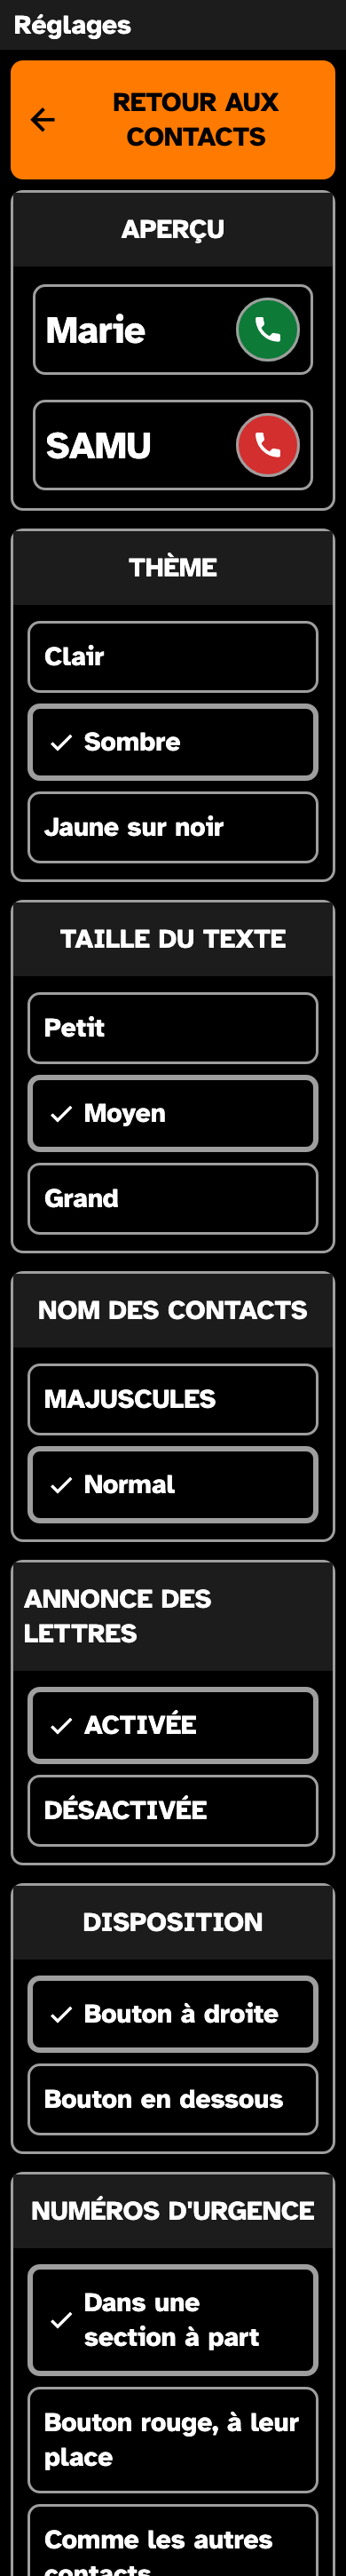 Réglages
RETOUR AUX
CONTACTS
APERÇU
Marie
SAMU
THÈME
Clair
Sombre
Jaune sur noir
TAILLE DU TEXTE
Petit
Moyen
Grand
NOM DES CONTACTS
MAJUSCULES
Normal
ANNONCE DES
LETTRES
ACTIVÉE
DÉSACTIVÉE
DISPOSITION
Bouton à droite
Bouton en dessous
NUMÉROS D'URGENCE
Dans une
section à part
Bouton rouge, à leur
place
Comme les autres
contacts